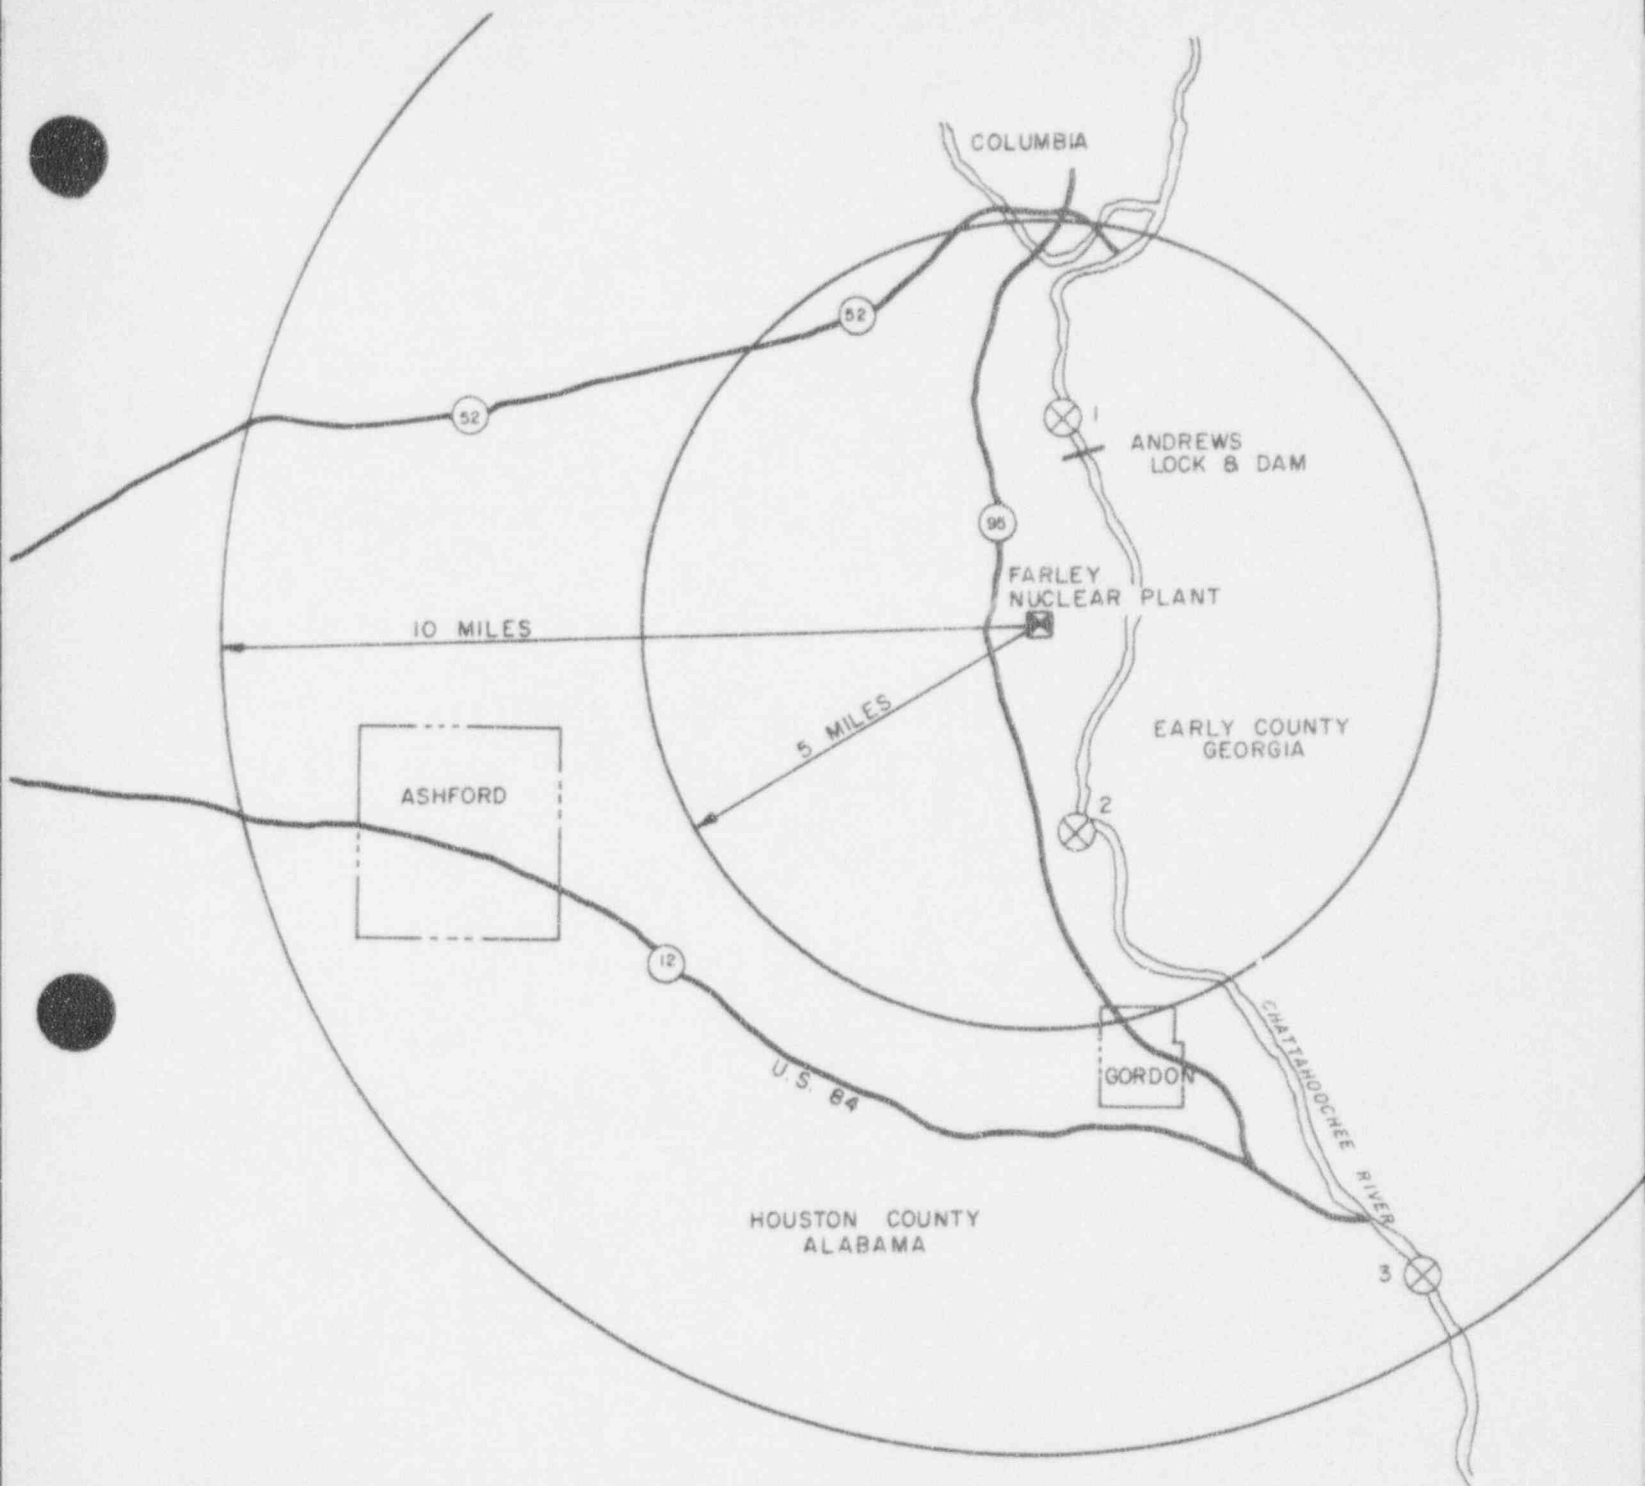 COLUMBIA
52
52
1
ANDREWS
LOCK & DAM
95
FARLEY
NUCLEAR PLANT
10 MILES
5 MILES
EARLY COUNTY
GEORGIA
ASHFORD
2
12
CHATTAHOOCHEE RIVER
U.S. 84
GORDON
HOUSTON COUNTY
ALABAMA
3